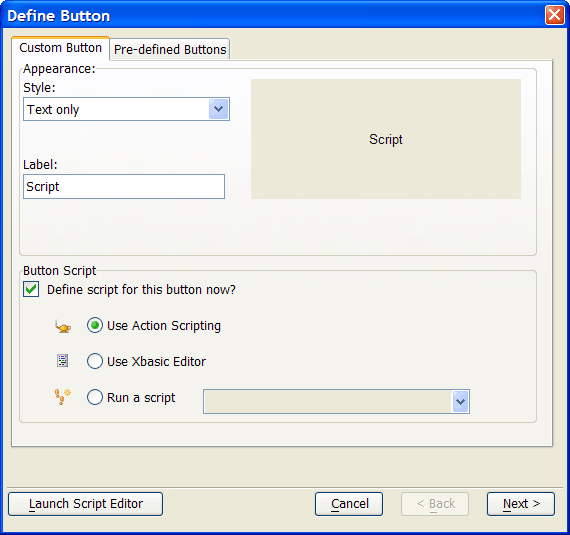 Define Button
Custom Button
Pre-defined Buttons
Appearance:
Style:
Text only
Script
Label:
Script
Button Script
Define script for this button now?
Use Action Scripting
Use Xbasic Editor
Run a script
Launch Script Editor
Cancel
< Back
Next >